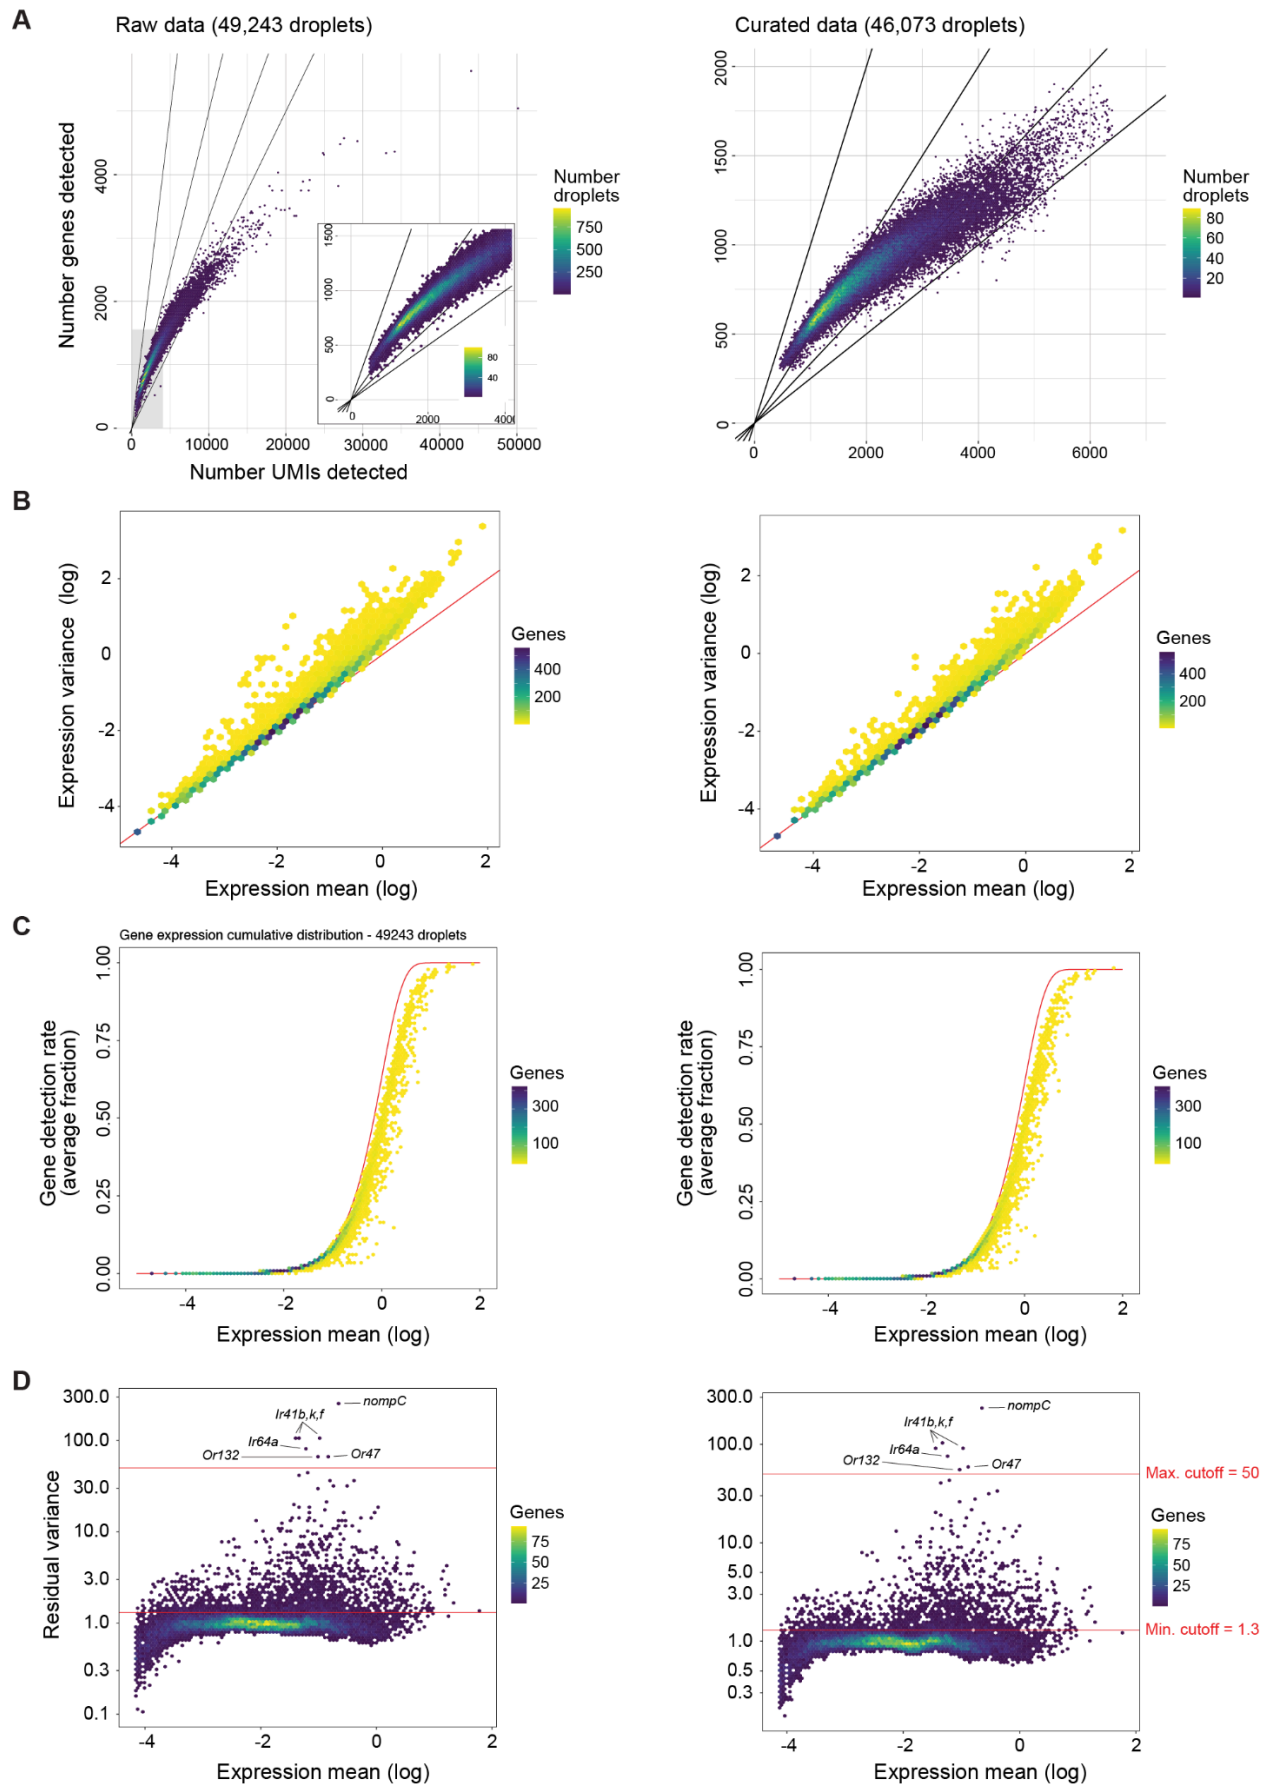 A
Raw data (49,243 droplets)
Curated data (46,073 droplets)
Number genes detected
4000
2000
0
0
10000
20000
30000
40000
50000
Number UMIs detected
1500
1000
500
0
0
2000
4000
80
40
Number
droplets
750
500
250
2000
1500
1000
500
0
0
2000
4000
6000
Number
droplets
80
60
40
20
B
Expression variance (log)
2
0
-2
-4
-4
-2
0
2
Expression mean (log)
Genes
400
200
Expression variance (log)
2
0
-2
-4
-4
-2
0
2
Expression mean (log)
Genes
400
200
C
Gene expression cumulative distribution - 49243 droplets
Gene detection rate
(average fraction)
1.00
0.75
0.50
0.25
0.00
-4
-2
0
2
Expression mean (log)
Genes
300
100
Gene detection rate
(average fraction)
1.00
0.75
0.50
0.25
0.00
-4
-2
0
2
Expression mean (log)
Genes
300
100
D
Residual variance
300.0
100.0
30.0
10.0
3.0
1.0
0.3
0.1
nompC
Ir41b,k,f
Ir64a
Or132
Or47
-4
-2
0
2
Expression mean (log)
Genes
75
50
25
300.0
100.0
30.0
10.0
5.0
3.0
1.0
0.5
0.3
nompC
Ir41b,k,f
Ir64a
Or132
Or47
Max. cutoff = 50
Genes
75
50
25
Min. cutoff = 1.3
-4
-2
0
2
Expression mean (log)